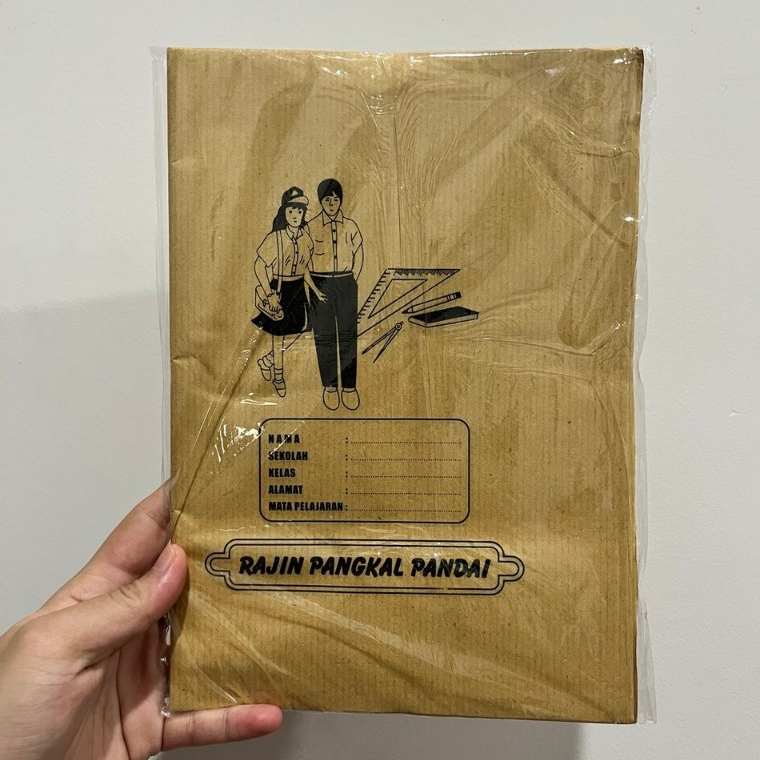 NAMA :
SEKOLAH :
KELAS :
ALAMAT :
MATA PELAJARAN :
RAJIN PANGKAL PANDAI